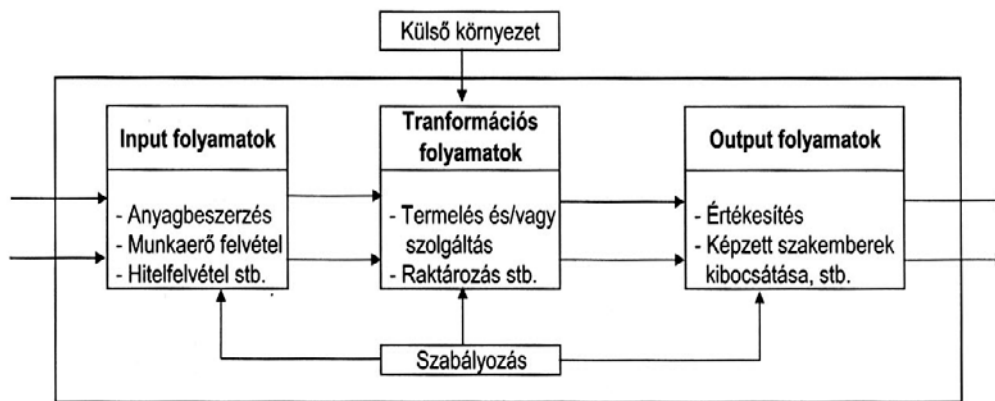 Külső környezet
Input folyamatok
- Anyagbeszerzés
- Munkaerő felvétel
- Hitelfelvétel stb.
Tranformációs
folyamatok
- Termelés és/vagy
szolgáltás
- Raktározás stb.
Output folyamatok
- Értékesítés
- Képzett szakemberek
kibocsátása, stb.
Szabályozás